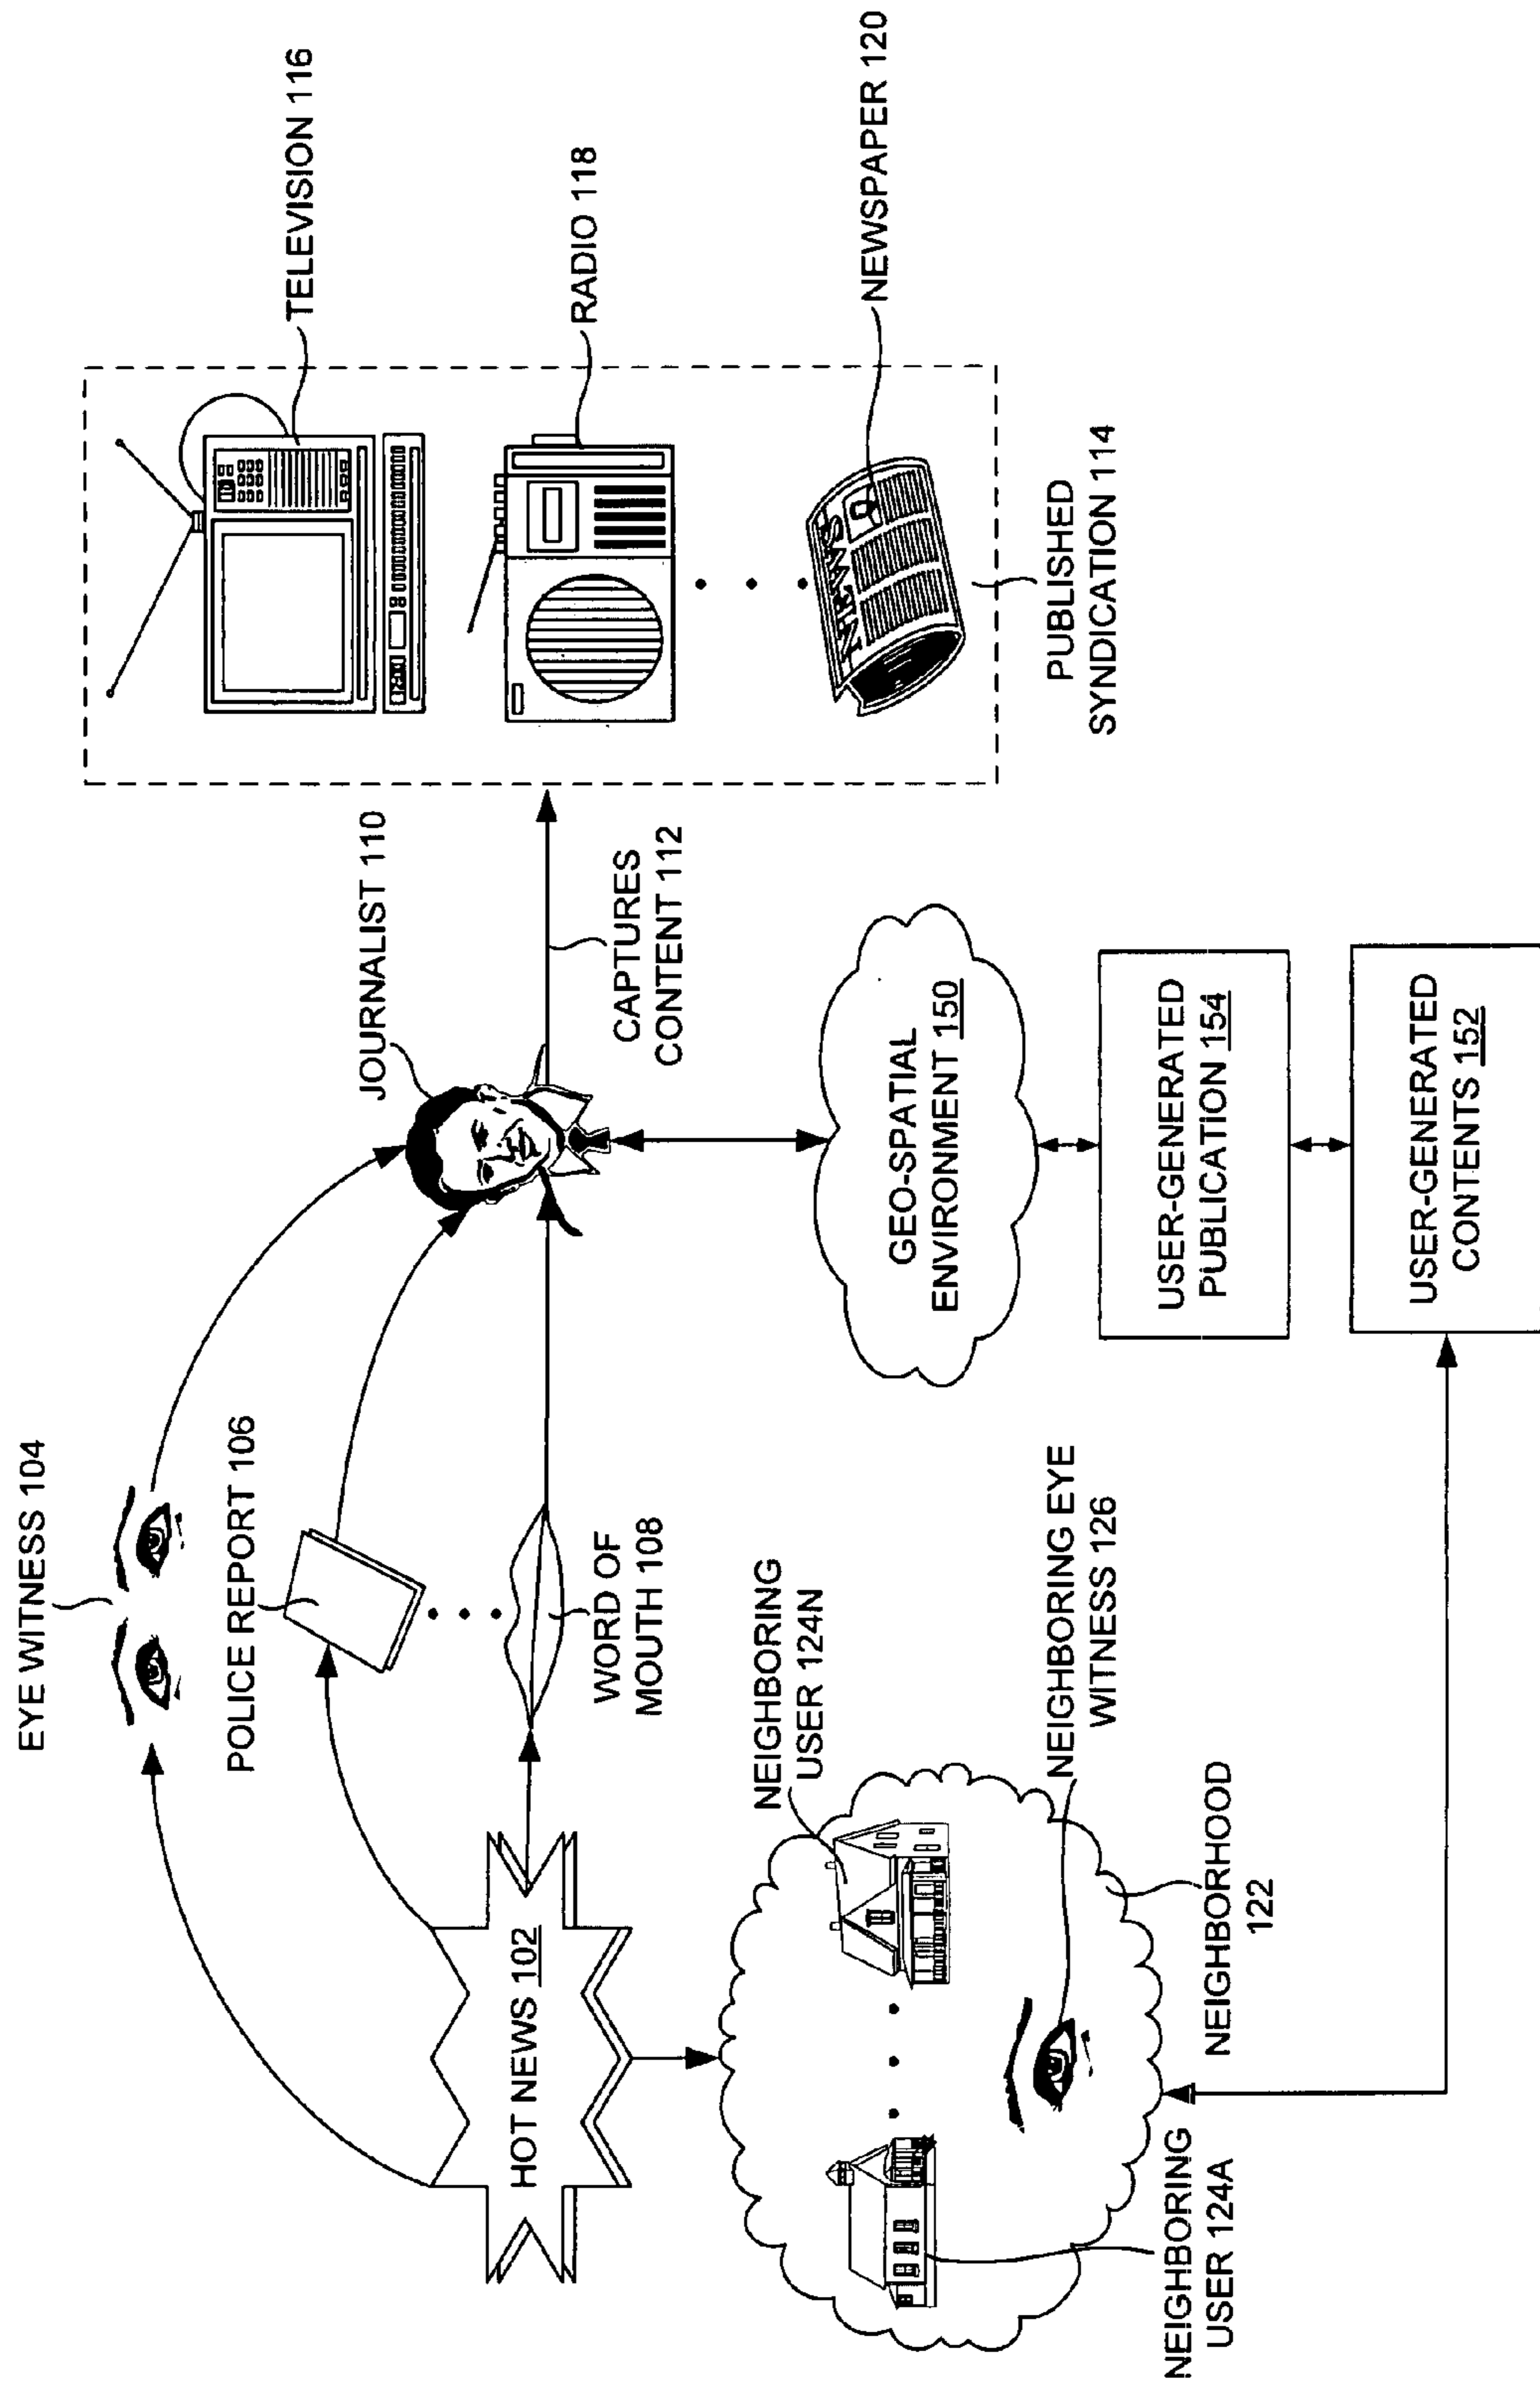 EYE WITNESS 104
POLICE REPORT 106
WORD OF
MOUTH 108
HOT NEWS 102
JOURNALIST 110
CAPTURES
CONTENT 112
TELEVISION 116
RADIO 118
NEWS
NEWSPAPER 120
PUBLISHED
SYNDICATION 114
NEIGHBORING
USER 124N
NEIGHBORING EYE
WITNESS 126
NEIGHBORHOOD
122
NEIGHBORING
USER 124A
GEO-SPATIAL
ENVIRONMENT 150
USER-GENERATED
PUBLICATION 154
USER-GENERATED
CONTENTS 152